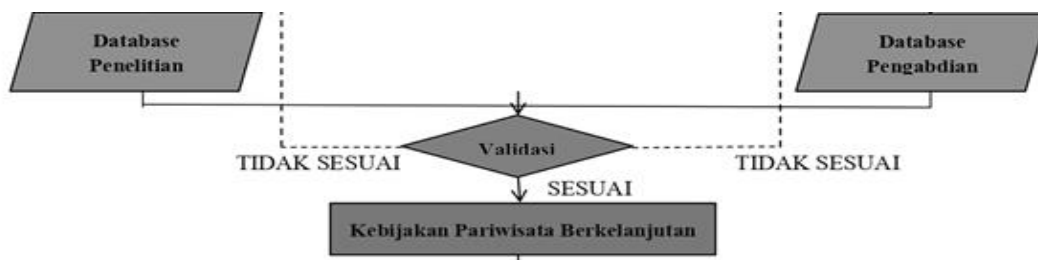 Database
Penelitian
Database
Pengabdian
Validasi
TIDAK SESUAI
TIDAK SESUAI
SESUAI
Kebijakan Pariwisata Berkelanjutan